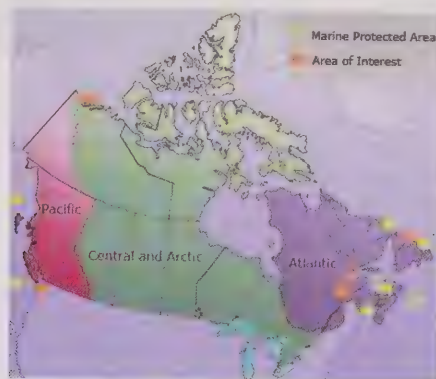 Marine Protected Area
Area of Interest
Pacific
Central and Arctic
Atlantic